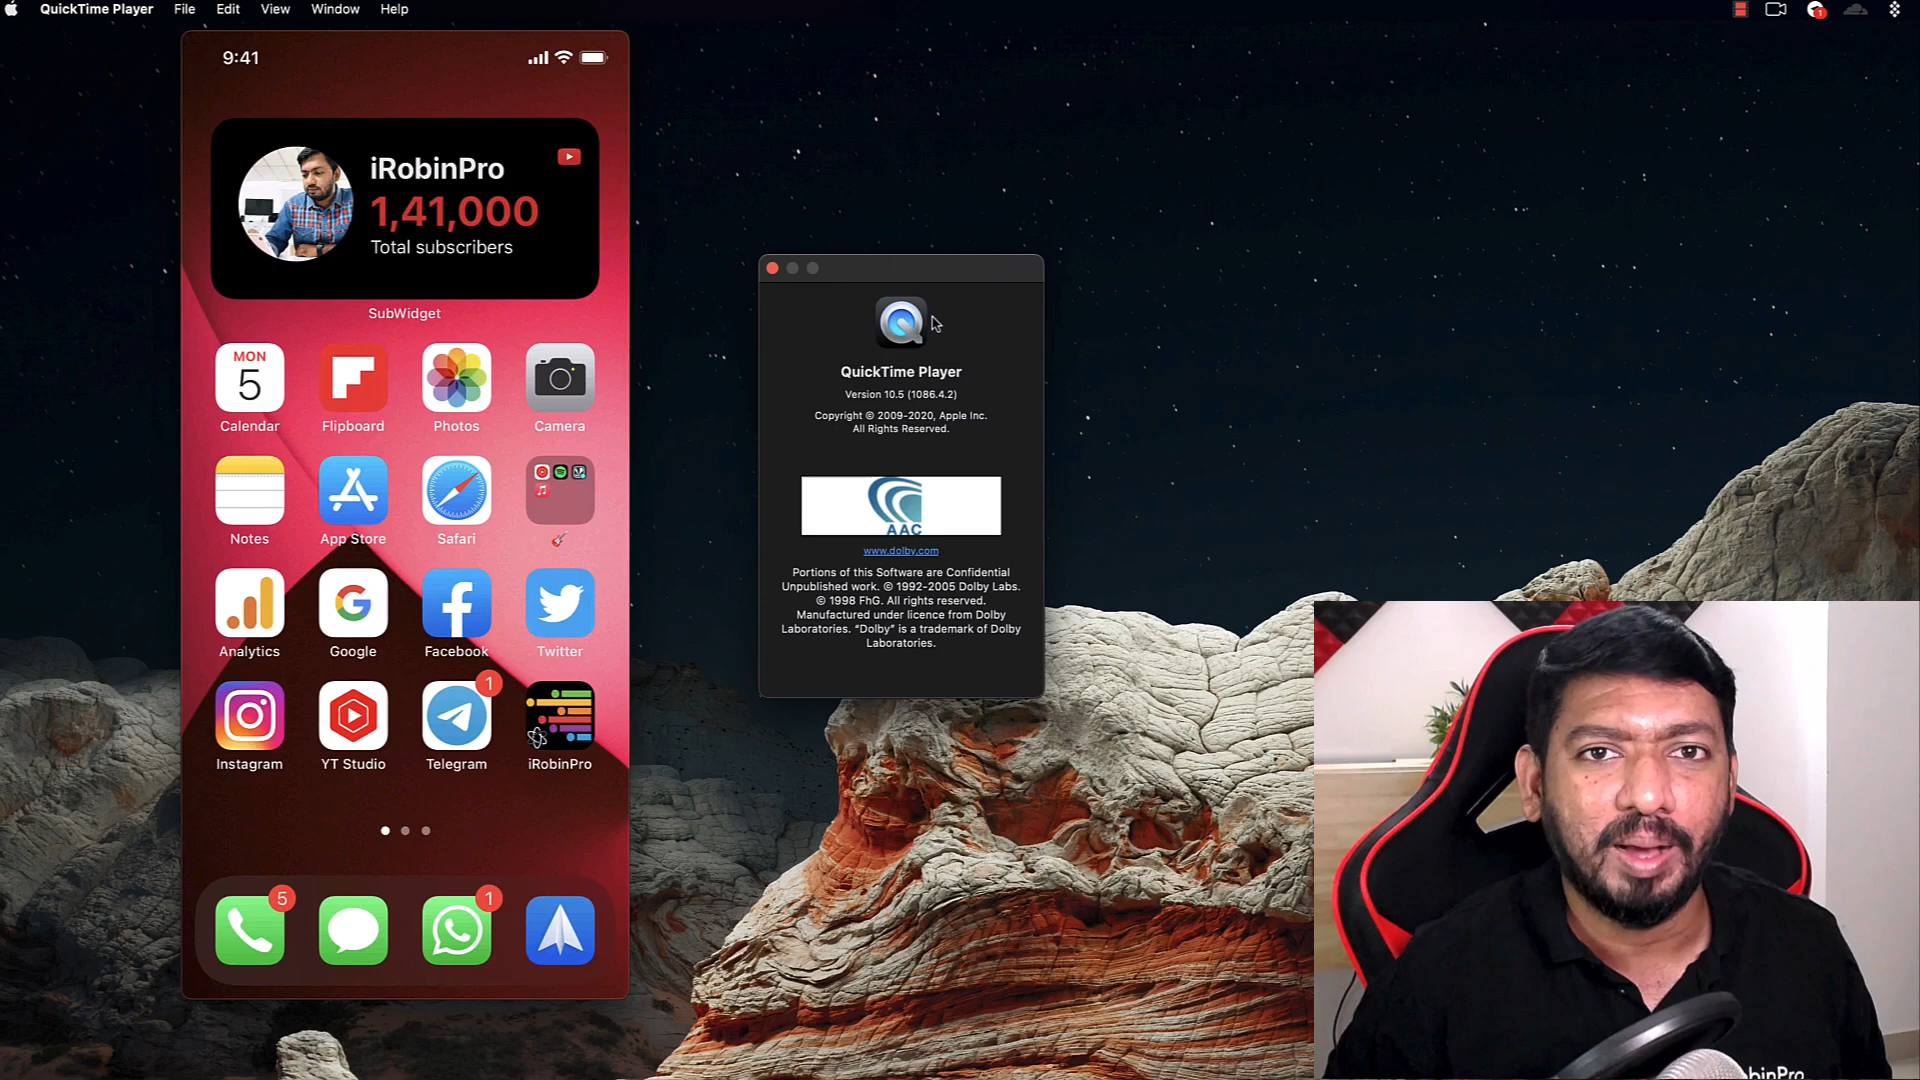 QuickTime Player File Edit View Window Help
1
9:41
iRobinPro
1,41,000
Total subscribers
SubWidget
MON
5
Calendar
Flipboard
Photos
Camera
Notes
App Store
Safari
Analytics
Google
Facebook
Twitter
1
Instagram
YT Studio
Telegram
iRobinPro
5
1
QuickTime Player
Version 10.5 (1086.4.2)
Copyright © 2009-2020, Apple Inc.
All Rights Reserved.
AAC
www.dolby.com
Portions of this Software are Confidential
Unpublished work. © 1992-2005 Dolby Labs.
© 1998 FhG. All rights reserved.
Manufactured under licence from Dolby
Laboratories. “Dolby” is a trademark of Dolby
Laboratories.